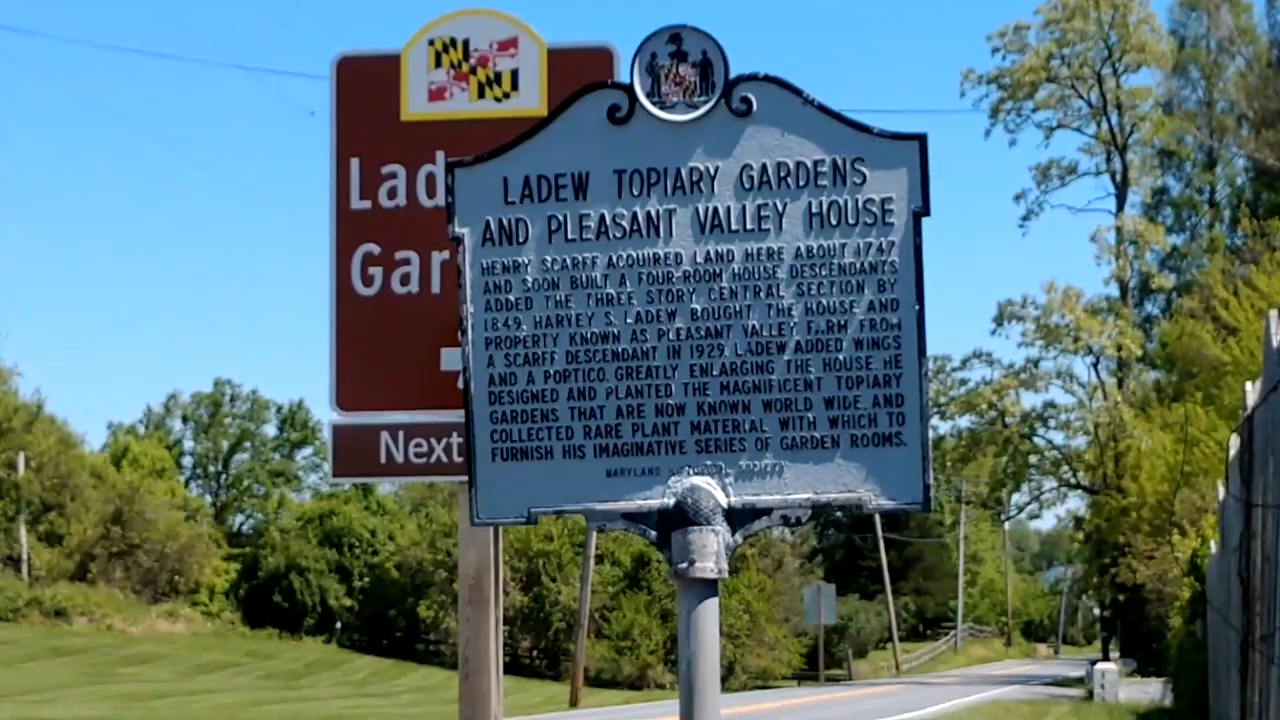 Lad
Gar
Next
LADEW TOPIARY GARDENS
AND PLEASANT VALLEY HOUSE
HENRY SCARFF ACQUIRED LAND HERE ABOUT 1747
AND SOON BUILT A FOUR-ROOM HOUSE. DESCENDANTS
ADDED THE THREE STORY CENTRAL SECTION BY
1849. HARVEY S. LADEW BOUGHT THE HOUSE AND
PROPERTY KNOWN AS PLEASANT VALLEY FARM FROM
A SCARFF DESCENDANT IN 1929. LADEW ADDED WINGS
AND A PORTICO, GREATLY ENLARGING THE HOUSE. HE
DESIGNED AND PLANTED THE MAGNIFICENT TOPIARY
GARDENS THAT ARE NOW KNOWN WORLD WIDE, AND
COLLECTED RARE PLANT MATERIAL WITH WHICH TO
FURNISH HIS IMAGINATIVE SERIES OF GARDEN ROOMS.
MARYLAND HISTORICAL SOCIETY